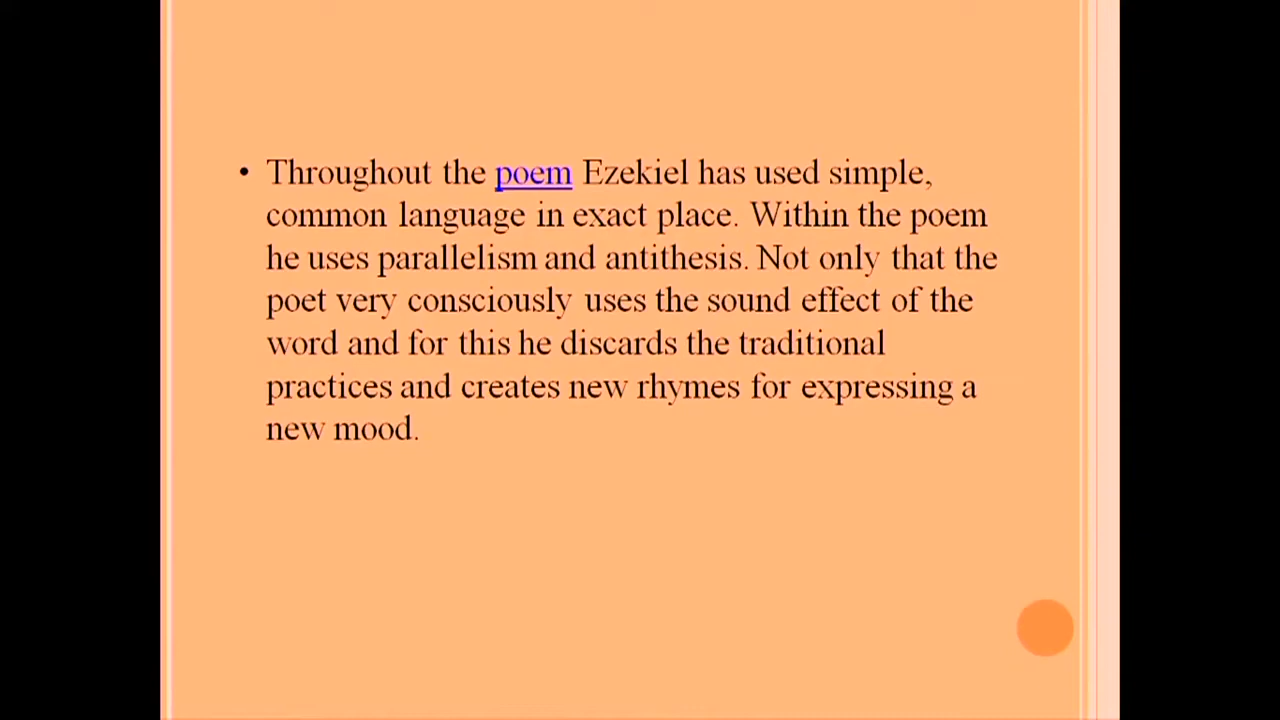 • Throughout the poem Ezekiel has used simple,
common language in exact place. Within the poem
he uses parallelism and antithesis. Not only that the
poet very consciously uses the sound effect of the
word and for this he discards the traditional
practices and creates new rhymes for expressing a
new mood.